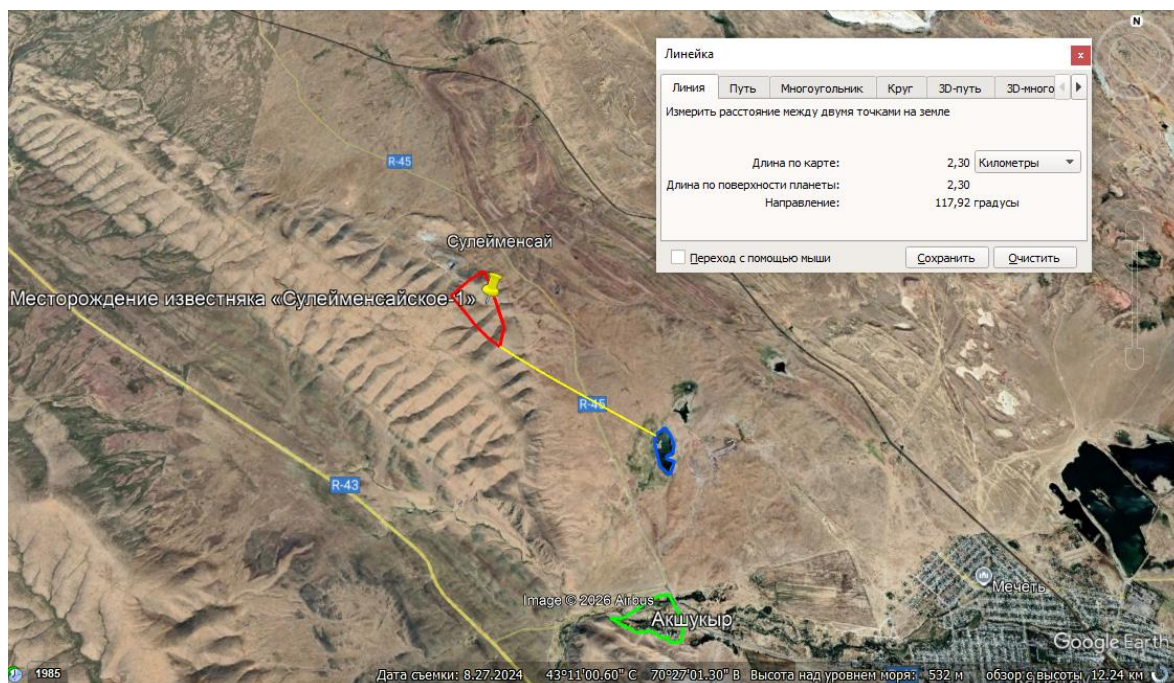 N
Линейка
x
Линия Путь Многоугольник Круг 3D-путь 3D-много
Измерить расстояние между двумя точками на земле
Длина по карте: 2,30 Километры
Длина по поверхности планеты: 2,30
Направление: 117,92 градусы
Переход с помощью мыши Сохранить Очистить
R-45
Сулейменсай
Месторождение известняка «Сулейменсайское-1»
R-45
R-43
Мечеть
Image © 2026 Airbus
Акшукыр
Google Earth
1985 Дата съемки: 8.27.2024 43°11'00.60" С 70°27'01.30" В Высота над уровнем моря: 532 m обзор с высоты 12.24 км